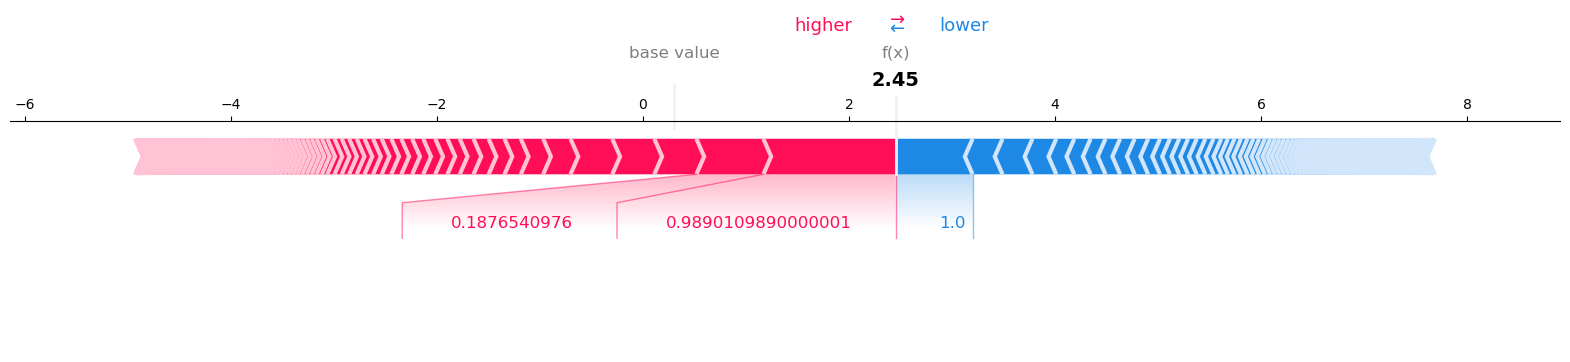 higher → ← lower
base value f(x)
2.45
−6 −4 −2 0 2 4 6 8
0.1876540976 0.9890109890000001 1.0